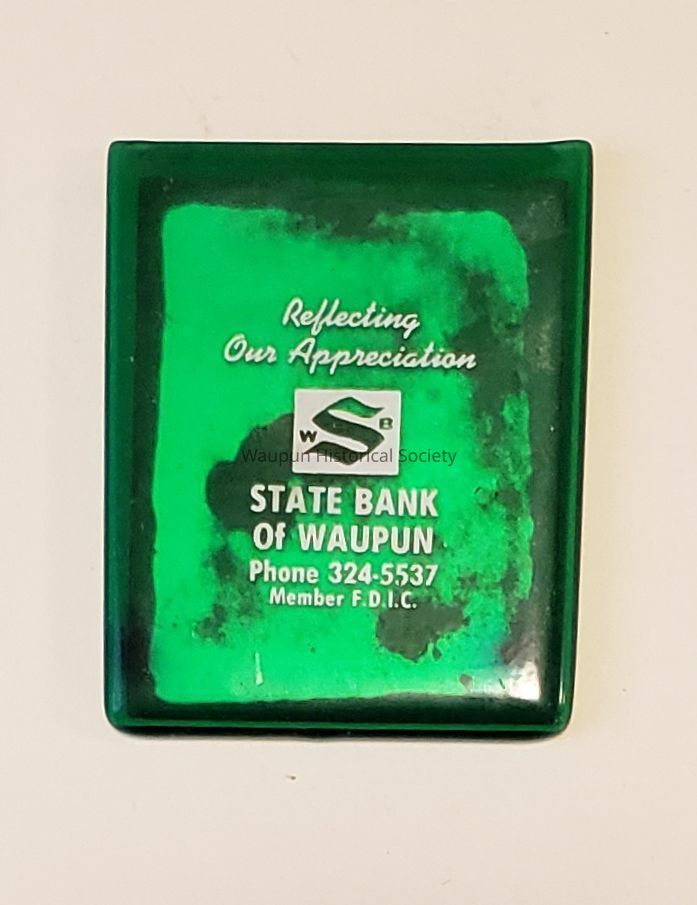 Reflecting
Our Appreciation
W S B
Waupun Historical Society
STATE BANK
Of WAUPUN
Phone 324-5537
Member F.D.I.C.